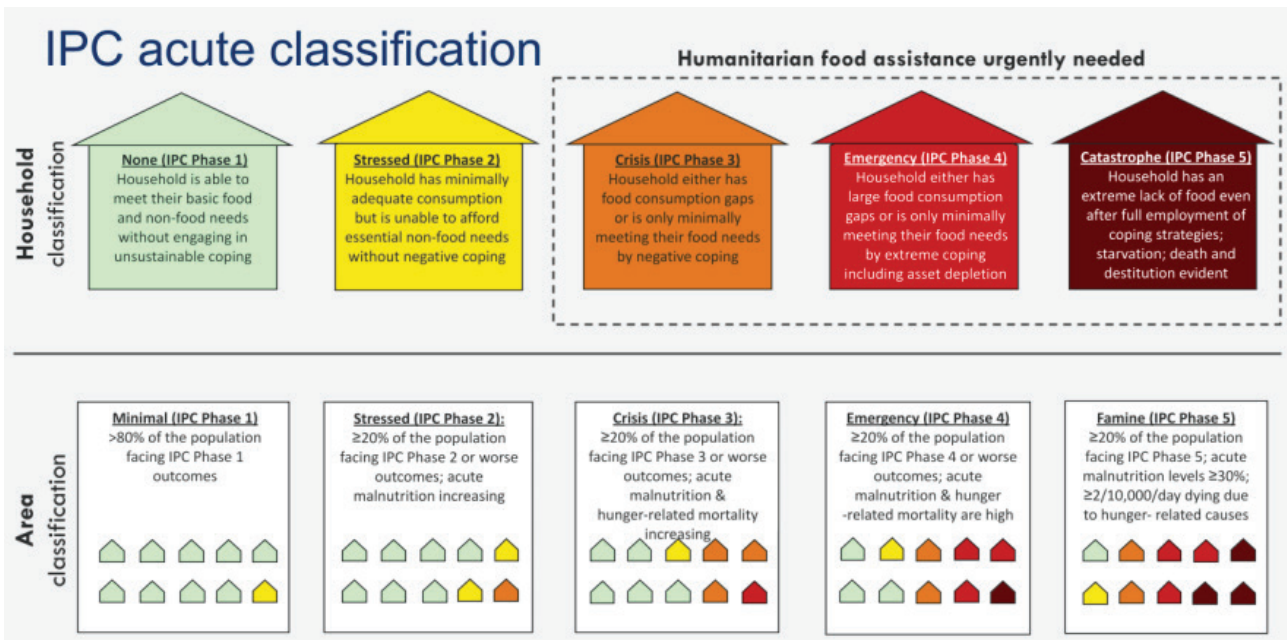 IPC acute classification
Humanitarian food assistance urgently needed
Household
classification
None (IPC Phase 1)
Household is able to
meet their basic food
and non-food needs
without engaging in
unsustainable coping
Stressed (IPC Phase 2)
Household has minimally
adequate consumption
but is unable to afford
essential non-food needs
without negative coping
Crisis (IPC Phase 3)
Household either has
food consumption gaps
or is only minimally
meeting their food needs
by negative coping
Emergency (IPC Phase 4)
Household either has
large food consumption
gaps or is only minimally
meeting their food needs
by extreme coping
including asset depletion
Catastrophe (IPC Phase 5)
Household has an
extreme lack of food even
after full employment of
coping strategies;
starvation; death and
destitution evident
Area
classification
Minimal (IPC Phase 1)
>80% of the population
facing IPC Phase 1
outcomes
Stressed (IPC Phase 2):
≥20% of the population
facing IPC Phase 2 or worse
outcomes; acute
malnutrition increasing
Crisis (IPC Phase 3):
≥20% of the population
facing IPC Phase 3 or worse
outcomes; acute
malnutrition &
hunger-related mortality
increasing
Emergency (IPC Phase 4)
≥20% of the population
facing IPC Phase 4 or worse
outcomes; acute
malnutrition & hunger
-related mortality are high
Famine (IPC Phase 5)
≥20% of the population
facing IPC Phase 5; acute
malnutrition levels ≥30%;
≥2/10,000/day dying due
to hunger- related causes